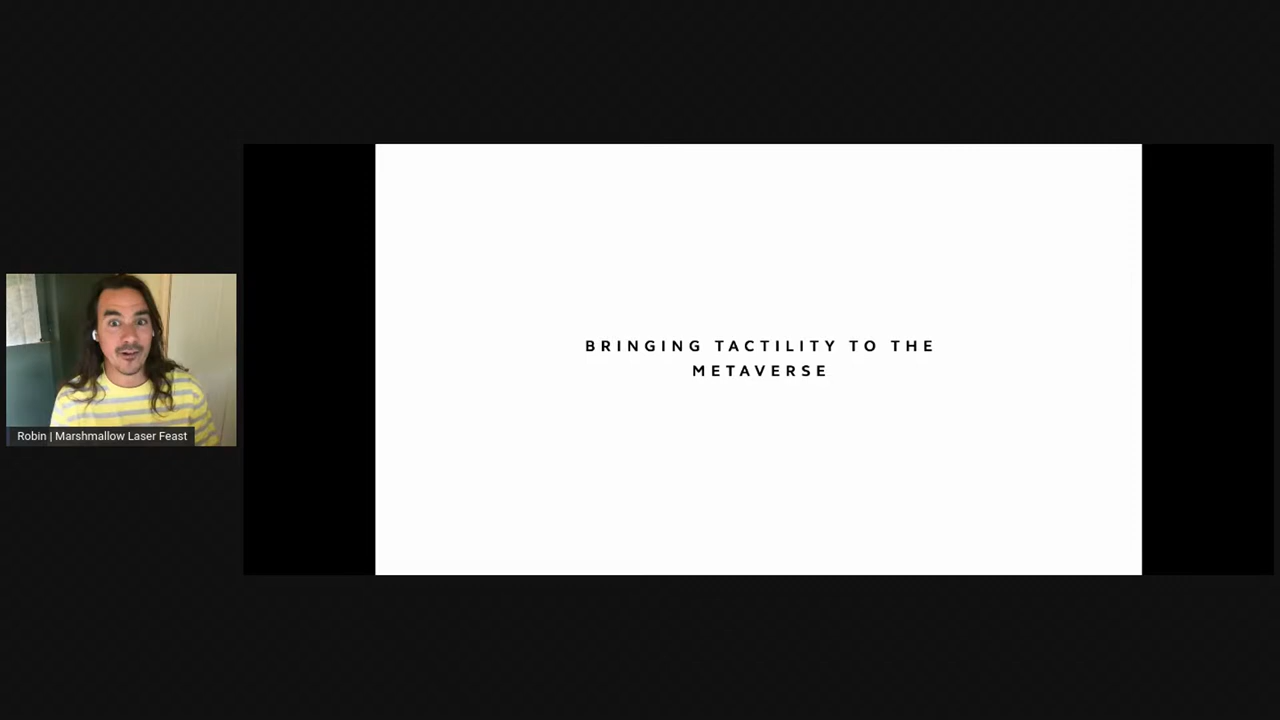 BRINGING TACTILITY TO THE
METAVERSE
Robin | Marshmallow Laser Feast